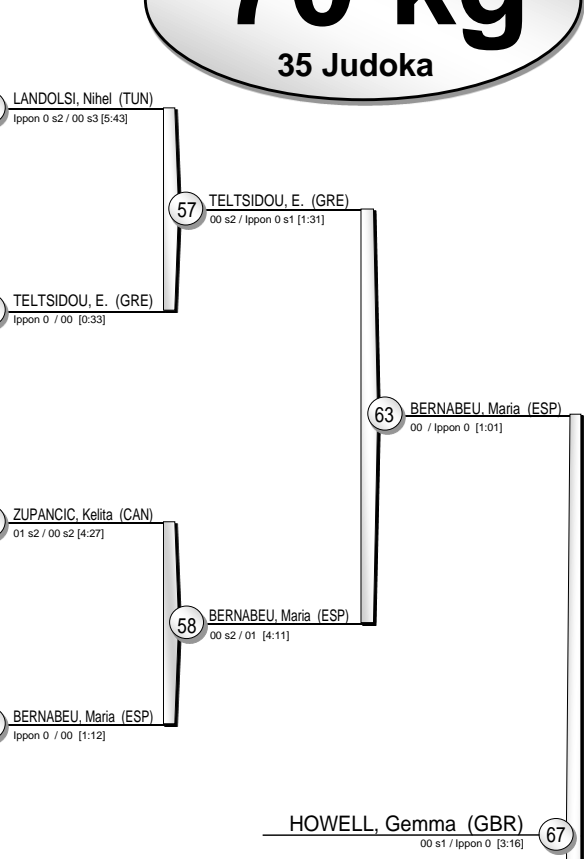 70 kg
35 Judoka
LANDOLSI, Nihel (TUN)
Ippon 0 s2 / 00 s3 [5:43]
57
TELTSIDOU, E. (GRE)
00 s2 / Ippon 0 s1 [1:31]
TELTSIDOU, E. (GRE)
Ippon 0 / 00 [0:33]
63
BERNABEU, Maria (ESP)
00 / Ippon 0 [1:01]
ZUPANCIC, Kelita (CAN)
01 s2 / 00 s2 [4:27]
58
BERNABEU, Maria (ESP)
00 s2 / 01 [4:11]
BERNABEU, Maria (ESP)
Ippon 0 / 00 [1:12]
HOWELL, Gemma (GBR)
00 s1 / Ippon 0 [3:16]
67